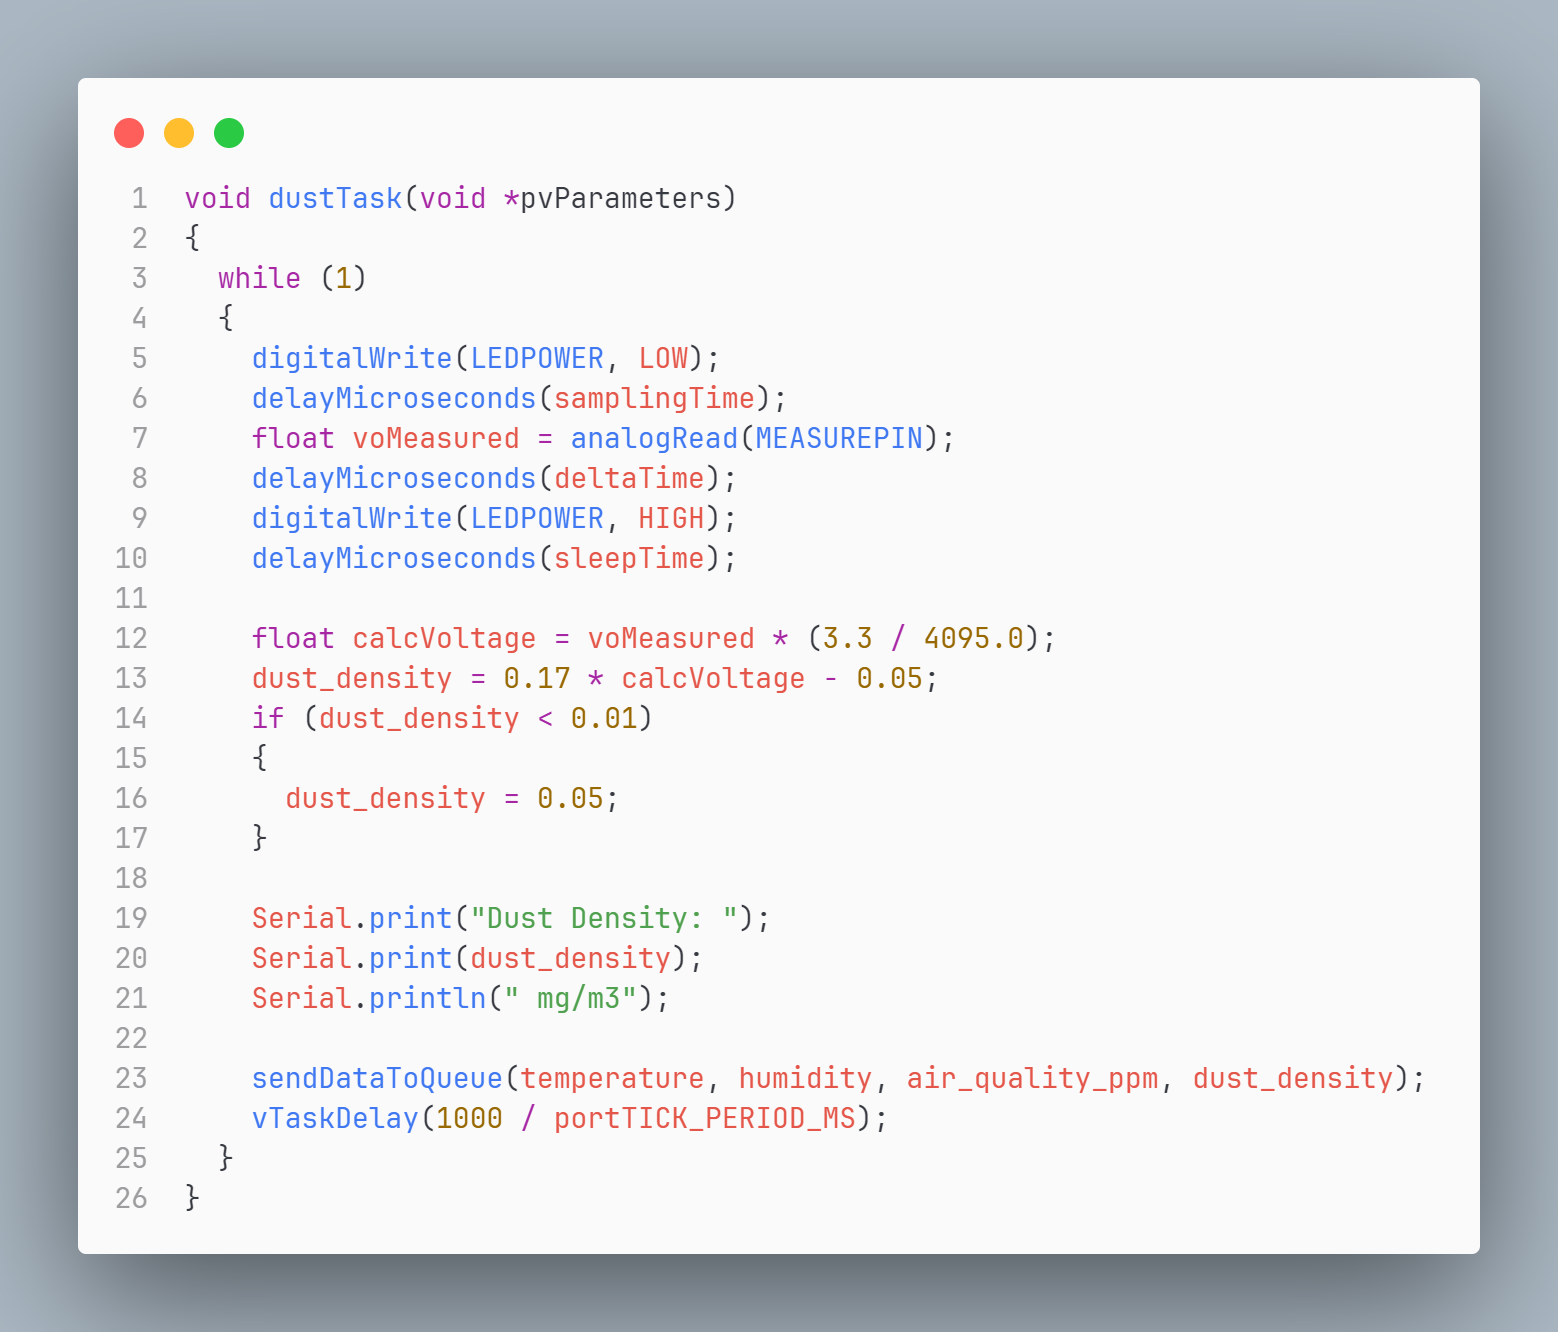 1 void dustTask(void *pvParameters)
2 {
3   while (1)
4   {
5     digitalWrite(LEDPOWER, LOW);
6     delayMicroseconds(samplingTime);
7     float voMeasured = analogRead(MEASUREPIN);
8     delayMicroseconds(deltaTime);
9     digitalWrite(LEDPOWER, HIGH);
10     delayMicroseconds(sleepTime);
11
12     float calcVoltage = voMeasured * (3.3 / 4095.0);
13     dust_density = 0.17 * calcVoltage - 0.05;
14     if (dust_density < 0.01)
15     {
16       dust_density = 0.05;
17     }
18
19     Serial.print("Dust Density: ");
20     Serial.print(dust_density);
21     Serial.println(" mg/m3");
22
23     sendDataToQueue(temperature, humidity, air_quality_ppm, dust_density);
24     vTaskDelay(1000 / portTICK_PERIOD_MS);
25   }
26 }